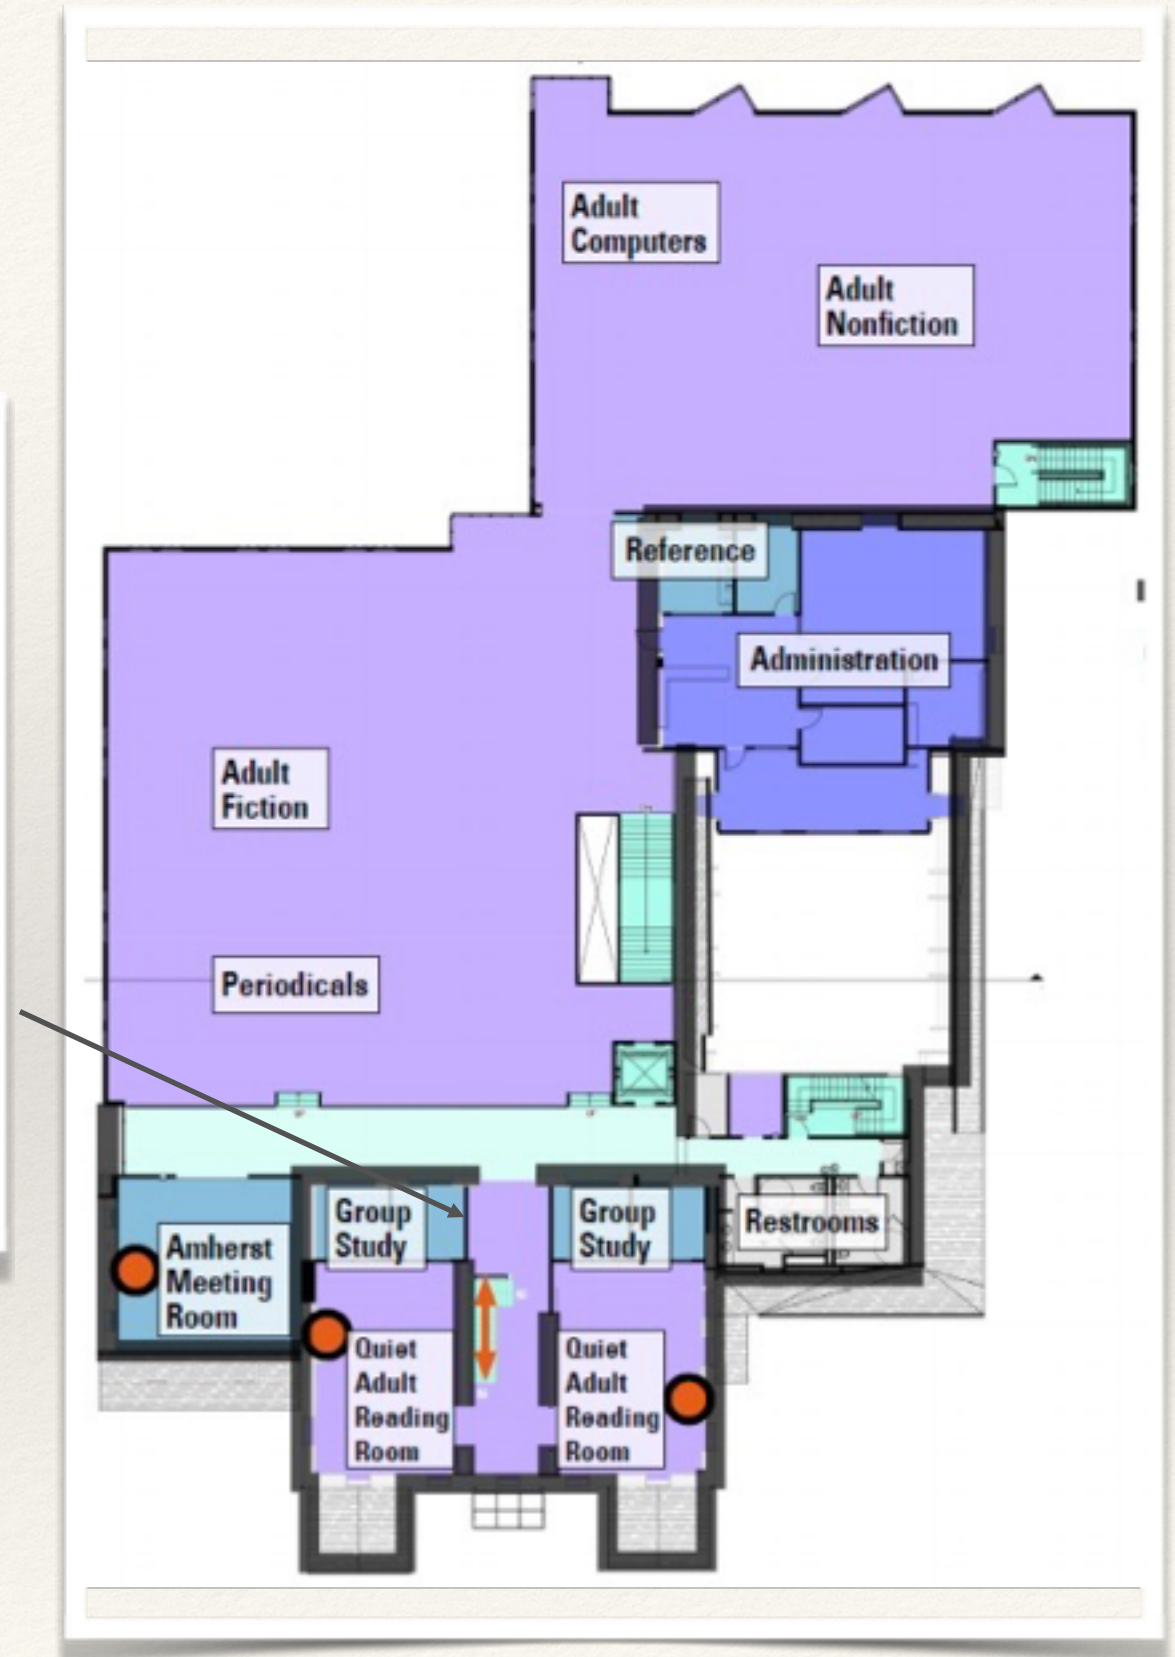 Adult
Computers
Adult
Nonfiction
Reference
Administration
Adult
Fiction
Periodicals
Group
Study
Group
Study
Restrooms
Amherst
Meeting
Room
Quiet
Adult
Reading
Room
Quiet
Adult
Reading
Room